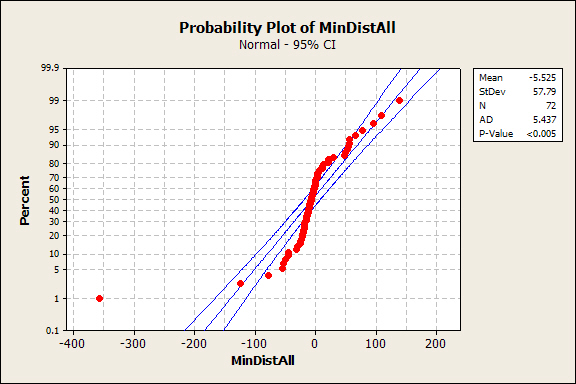 Probability Plot of MinDistAll
Normal - 95% CI
99.9
99
95
90
80
70
60
50
40
30
20
10
5
1
0.1
Percent
-400 -300 -200 -100 0 100 200
MinDistAll
Mean -5.525
StDev 57.79
N 72
AD 5.437
P-Value <0.005